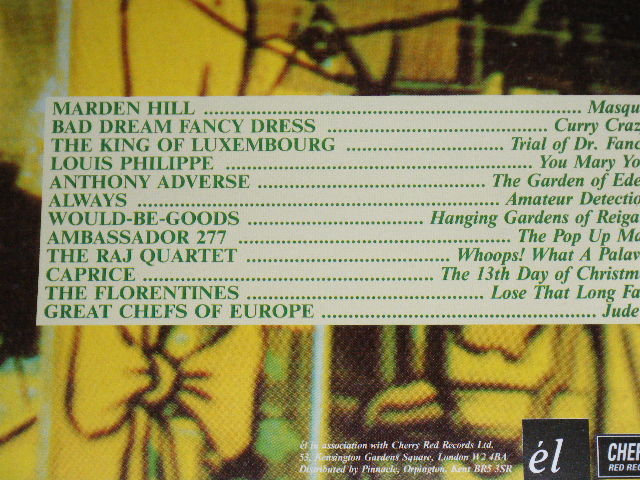 MARDEN HILL ........ Masqu
BAD DREAM FANCY DRESS ........ Curry Craz
THE KING OF LUXEMBOURG ........ Trial of Dr. Fanc
LOUIS PHILIPPE ........ You Mary Yo
ANTHONY ADVERSE ........ The Garden of Ede
ALWAYS ........ Amateur Detectio
WOULD-BE-GOODS ........ Hanging Gardens of Reiga
AMBASSADOR 277 ........ The Pop Up Ma
THE RAJ QUARTET ........ Whoops! What A Palav
CAPRICE ........ The 13th Day of Christm
THE FLORENTINES ........ Lose That Long Fa
GREAT CHEFS OF EUROPE ........ Jude
él in association with Cherry Red Records Ltd.
53, Kensington Gardens Square, London W2 4BA
Distributed by Pinnacle, Orpington, Kent BR5 3SR
él
CHER
RED REC